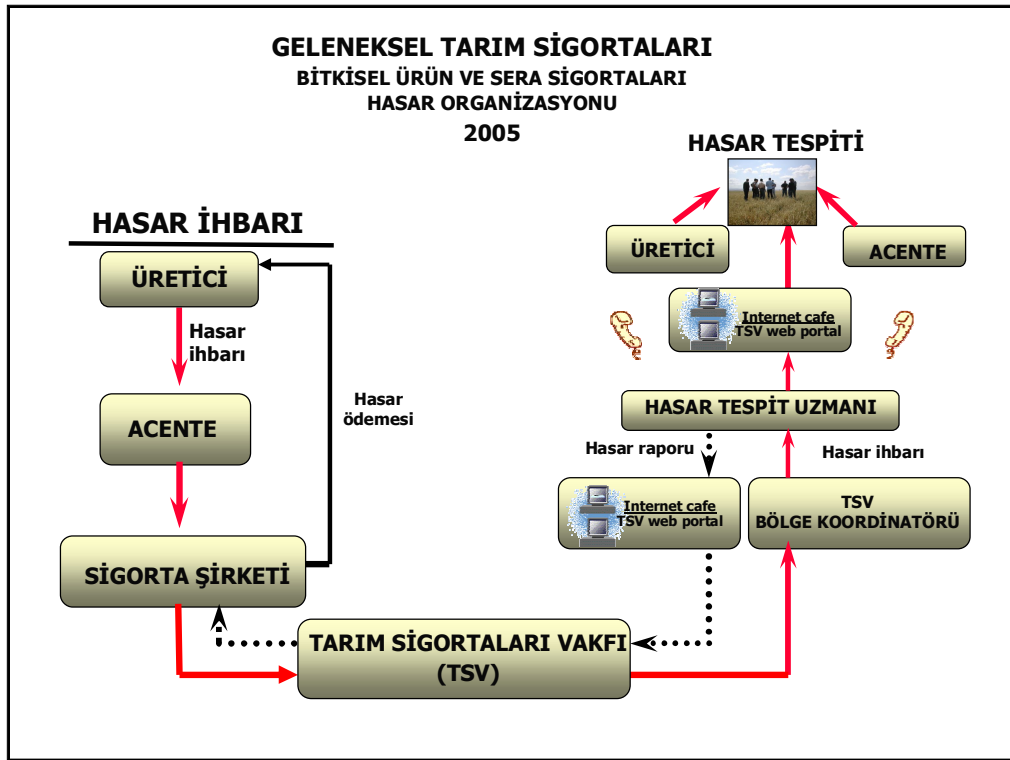 GELENEKSEL TARIM SİGORTALARI
BİTKİSEL ÜRÜN VE SERA SİGORTALARI
HASAR ORGANİZASYONU
2005
HASAR TESPİTİ
HASAR İHBARI
ÜRETİCİ
ACENTE
ÜRETİCİ
Hasar
ihbarı
Internet cafe
TSV web portal
Hasar
ödemesi
ACENTE
HASAR TESPİT UZMANI
Hasar raporu
Hasar ihbarı
Internet cafe
TSV web portal
TSV
BÖLGE KOORDİNATÖRÜ
SİGORTA ŞİRKETİ
TARIM SİGORTALARI VAKFI
(TSV)